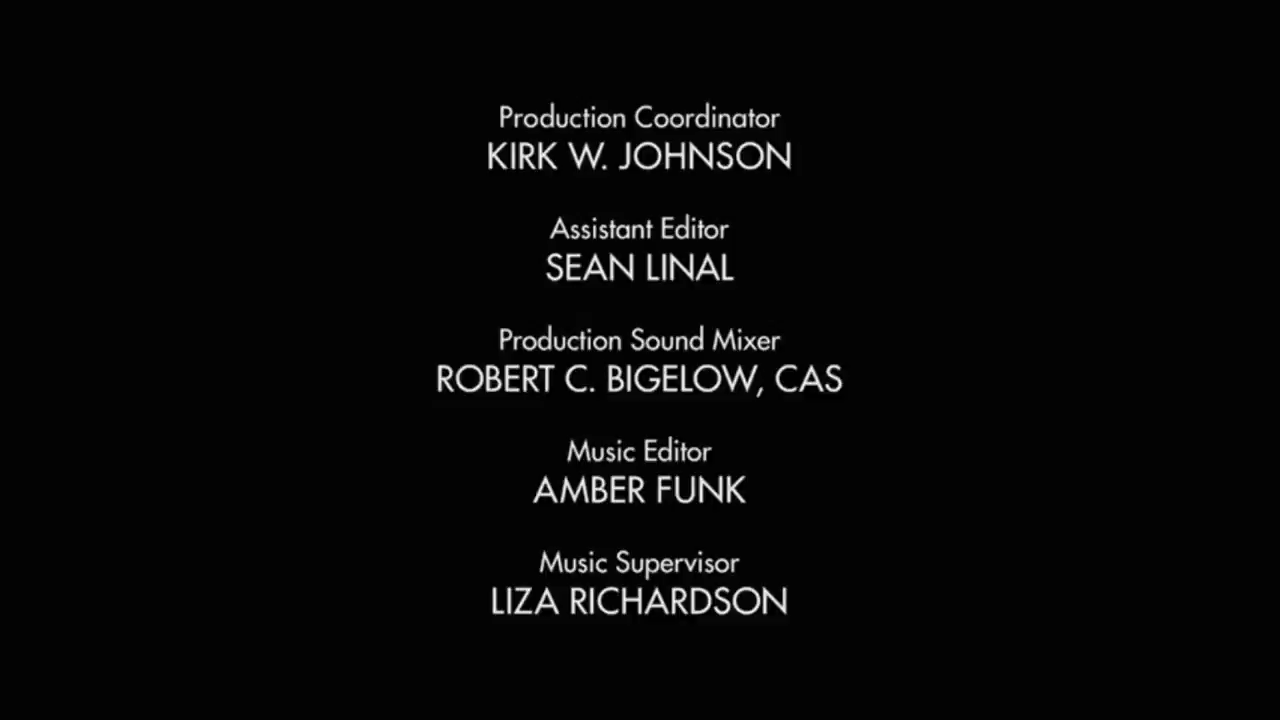 Production Coordinator
KIRK W. JOHNSON
Assistant Editor
SEAN LINAL
Production Sound Mixer
ROBERT C. BIGELOW, CAS
Music Editor
AMBER FUNK
Music Supervisor
LIZA RICHARDSON